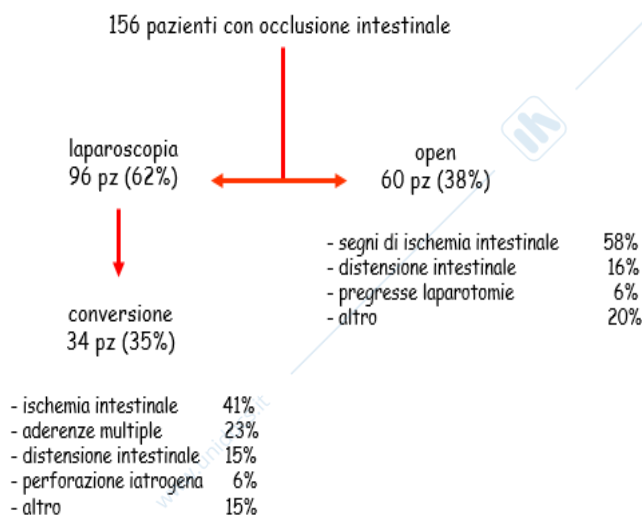 156 pazienti con occlusione intestinale
laparoscopia
96 pz (62%)
open
60 pz (38%)
- segni di ischemia intestinale 58%
- distensione intestinale 16%
- pregresse laparotomie 6%
- altro 20%
conversione
34 pz (35%)
- ischemia intestinale 41%
- aderenze multiple 23%
- distensione intestinale 15%
- perforazione iatrogena 6%
- altro 15%